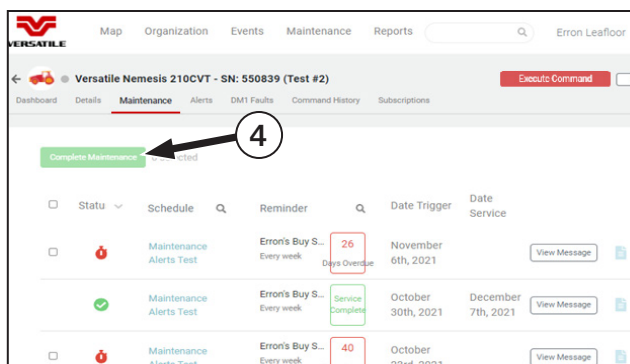 VERSATILE
Map Organization Events Maintenance Reports Erron Leafloor
Versatile Nemesis 210CVT - SN: 550839 (Test #2) Execute Command
Dashboard Details Maintenance Alerts DM1 Faults Command History Subscriptions
4
Complete Maintenance
Statu Schedule Reminder Date Trigger Date Service
Maintenance Alerts Test Erron's Buy S... Every week 26 Days Overdue November 6th, 2021 View Message
Maintenance Alerts Test Erron's Buy S... Every week Service Complete October 30th, 2021 December 7th, 2021 View Message
Maintenance Erron's Buy S... 40 October View Message
Alerts Test Every week 2021